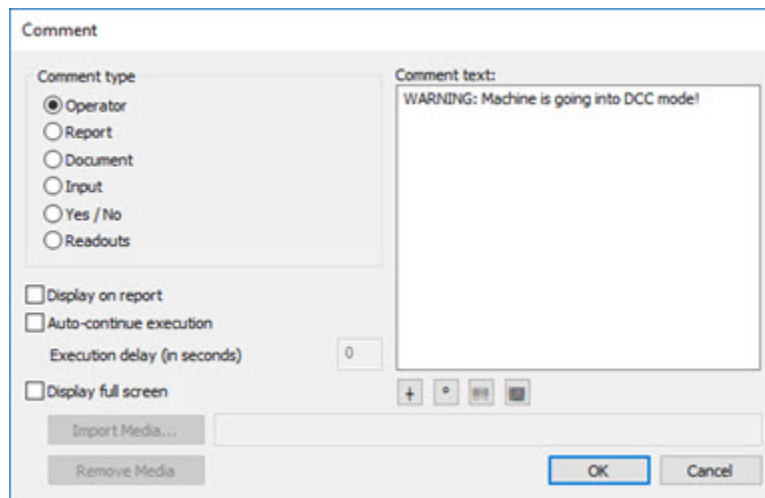 Comment
Comment type
Operator
Report
Document
Input
Yes / No
Readouts
Display on report
Auto-continue execution
Execution delay (in seconds)
0
Display full screen
Import Media...
Remove Media
Comment text:
WARNING: Machine is going into DCC mode!
OK
Cancel